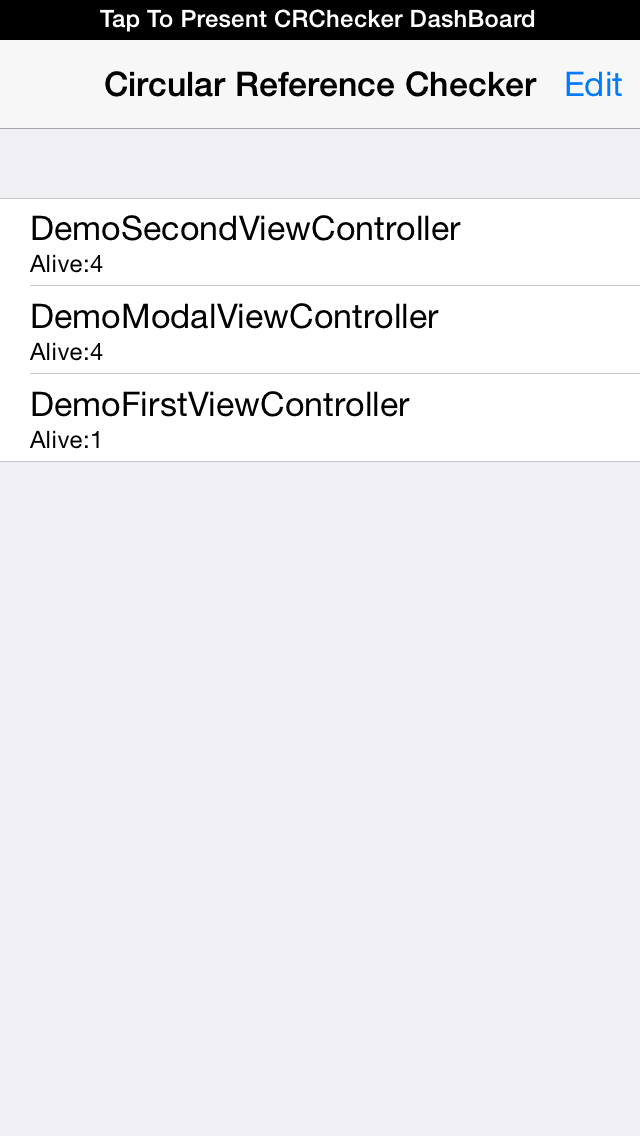 Tap To Present CRChecker DashBoard
Circular Reference Checker Edit
DemoSecondViewController
Alive:4
DemoModalViewController
Alive:4
DemoFirstViewController
Alive:1